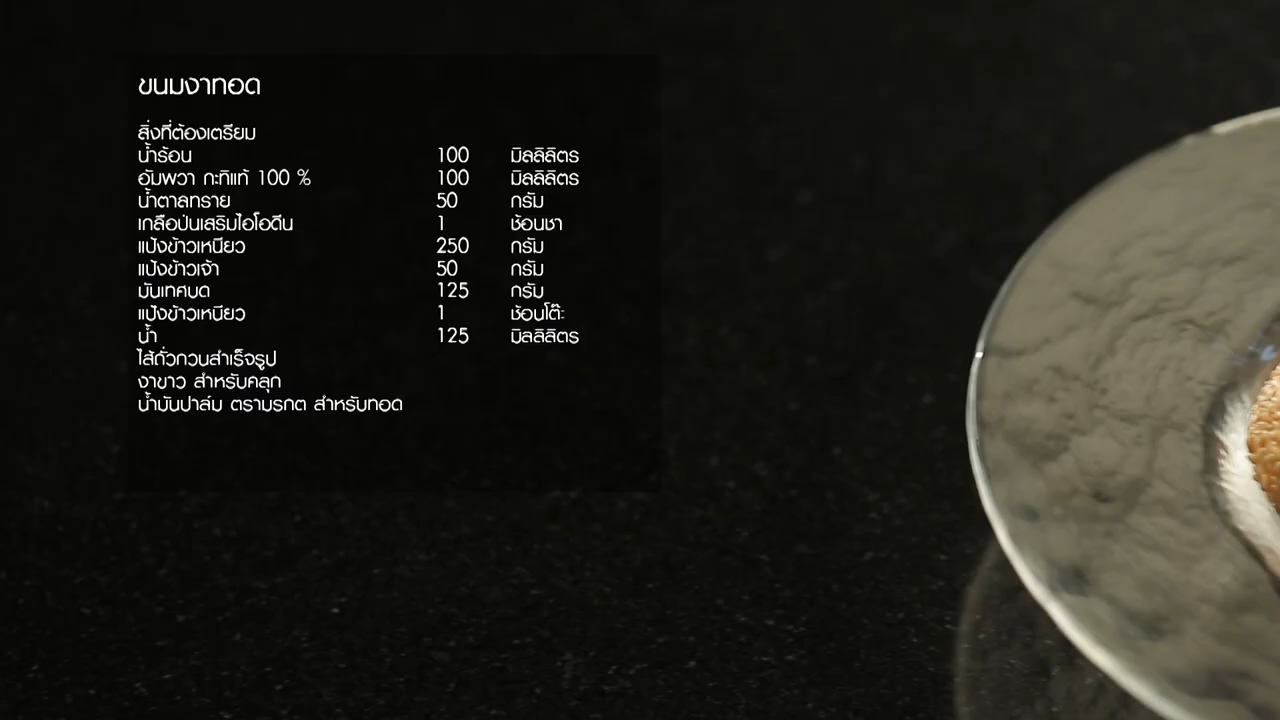 ขนมงาทอด
สิ่งที่ต้องเตรียม
น้ำร้อน 100 มิลลิลิตร
อัมพวา กะทิแท้ 100 % 100 มิลลิลิตร
น้ำตาลทราย 50 กรัม
เกลือป่นเสริมไอโอดีน 1 ช้อนชา
แป้งข้าวเหนียว 250 กรัม
แป้งข้าวเจ้า 50 กรัม
มันเทศบด 125 กรัม
แป้งข้าวเหนียว 1 ช้อนโต๊ะ
น้ำ 125 มิลลิลิตร
ไส้ถั่วกวนสำเร็จรูป
งาขาว สำหรับคลุก
น้ำมันปาล์ม ตรามรกต สำหรับทอด